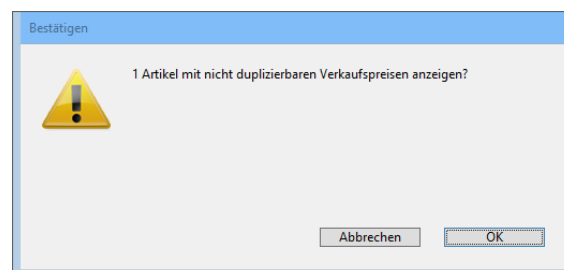 Bestätigen
1 Artikel mit nicht duplizierbaren Verkaufspreisen anzeigen?
Abbrechen
OK